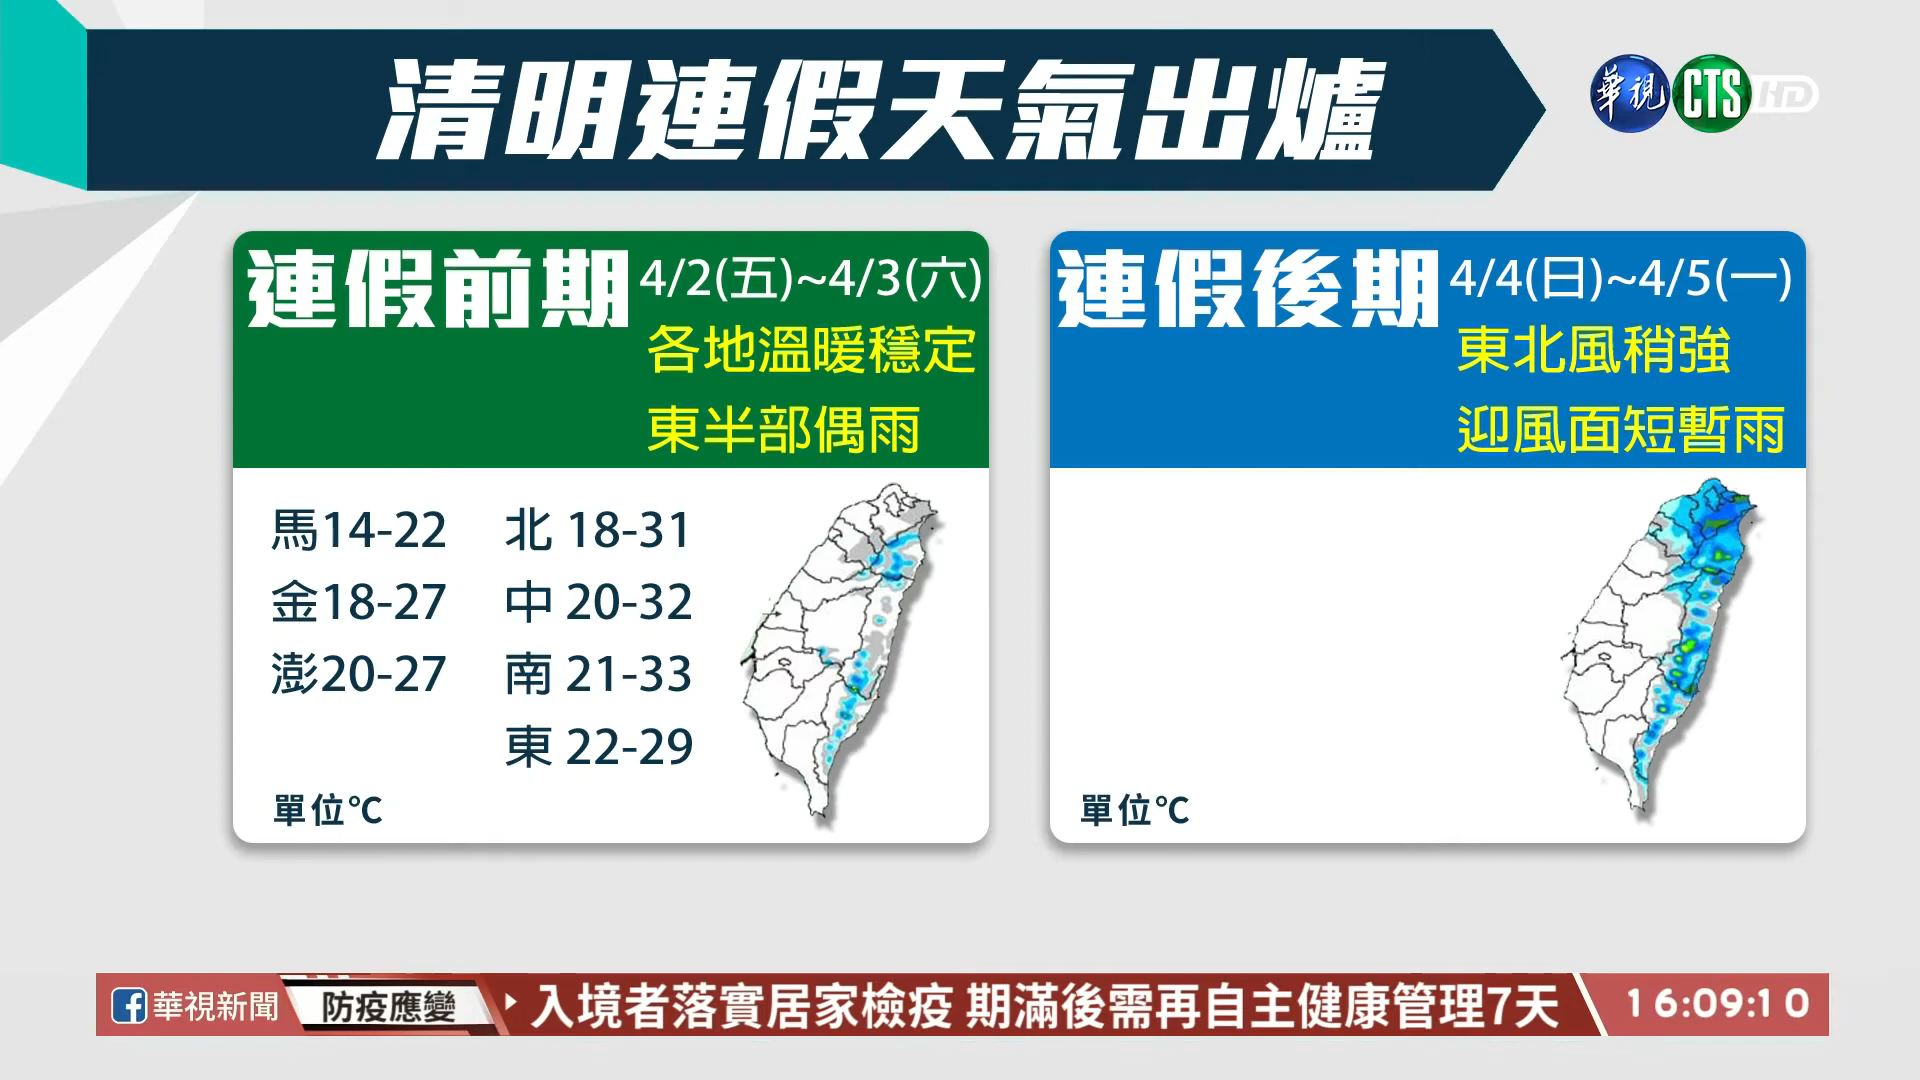 清明連假天氣出爐
華視 CTS HD
連假前期 4/2(五)~4/3(六)
各地溫暖穩定
東半部偶雨
馬14-22 北 18-31
金18-27 中 20-32
澎20-27 南 21-33
東 22-29
單位℃
連假後期 4/4(日)~4/5(一)
東北風稍強
迎風面短暫雨
單位℃
f 華視新聞 防疫應變 入境者落實居家檢疫 期滿後需再自主健康管理7天 16:09:10